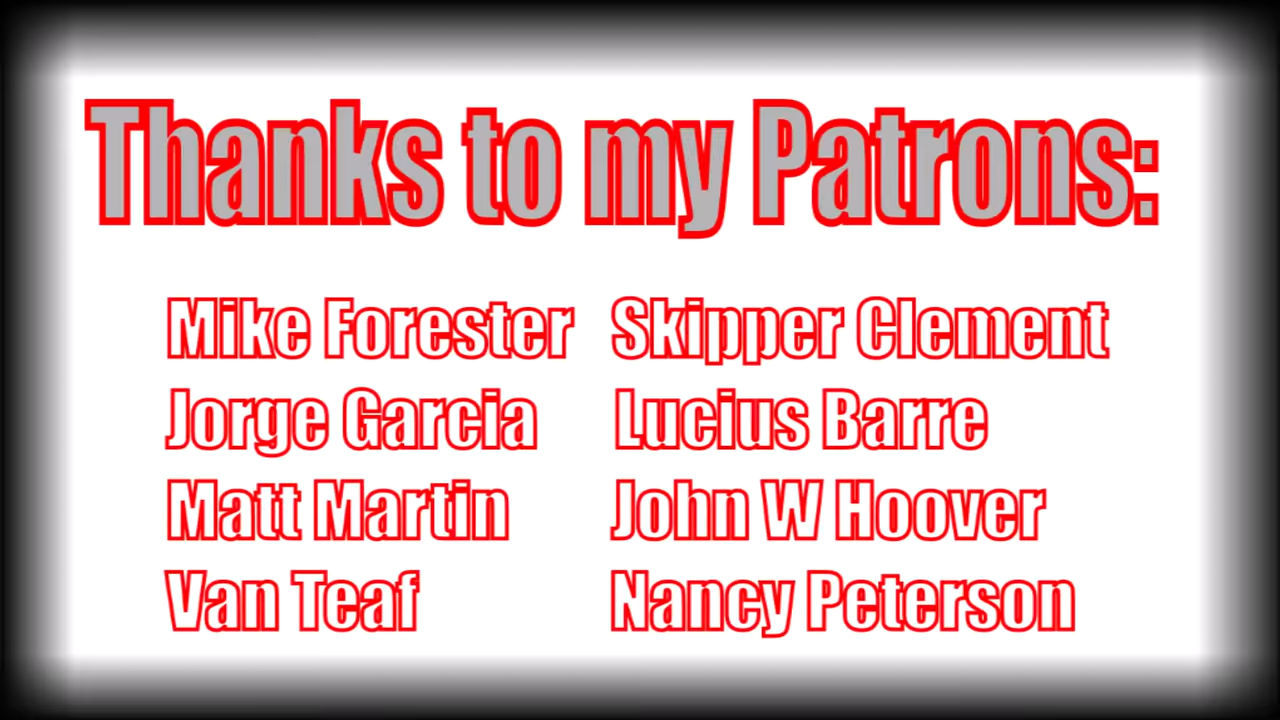 Thanks to my Patrons:
Mike Forester
Jorge Garcia
Matt Martin
Van Teaf
Skipper Clement
Lucius Barre
John W Hoover
Nancy Peterson